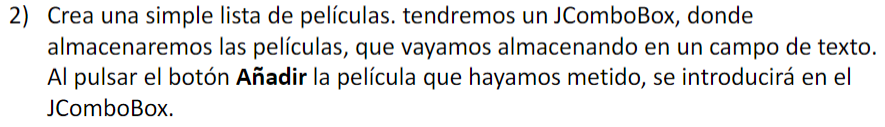 2) Crea una simple lista de películas. tendremos un JComboBox, donde
almacenaremos las películas, que vayamos almacenando en un campo de texto.
Al pulsar el botón Añadir la película que hayamos metido, se introducirá en el
JComboBox.